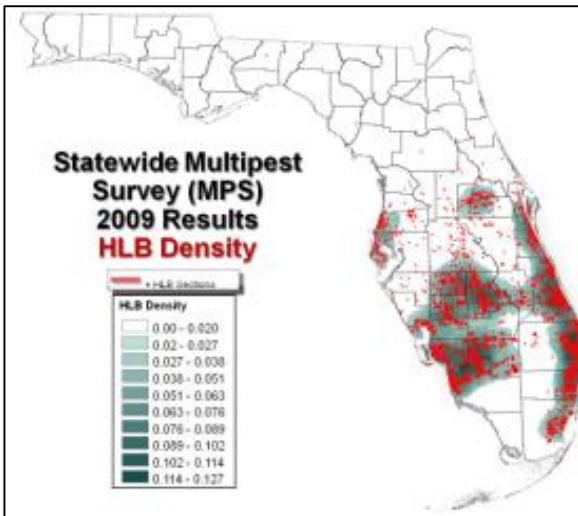 Statewide Multipest
Survey (MPS)
2009 Results
HLB Density
+ HLB Sections
HLB Density
0.00 - 0.020
0.02 - 0.027
0.027 - 0.038
0.038 - 0.051
0.051 - 0.063
0.063 - 0.076
0.076 - 0.089
0.089 - 0.102
0.102 - 0.114
0.114 - 0.127